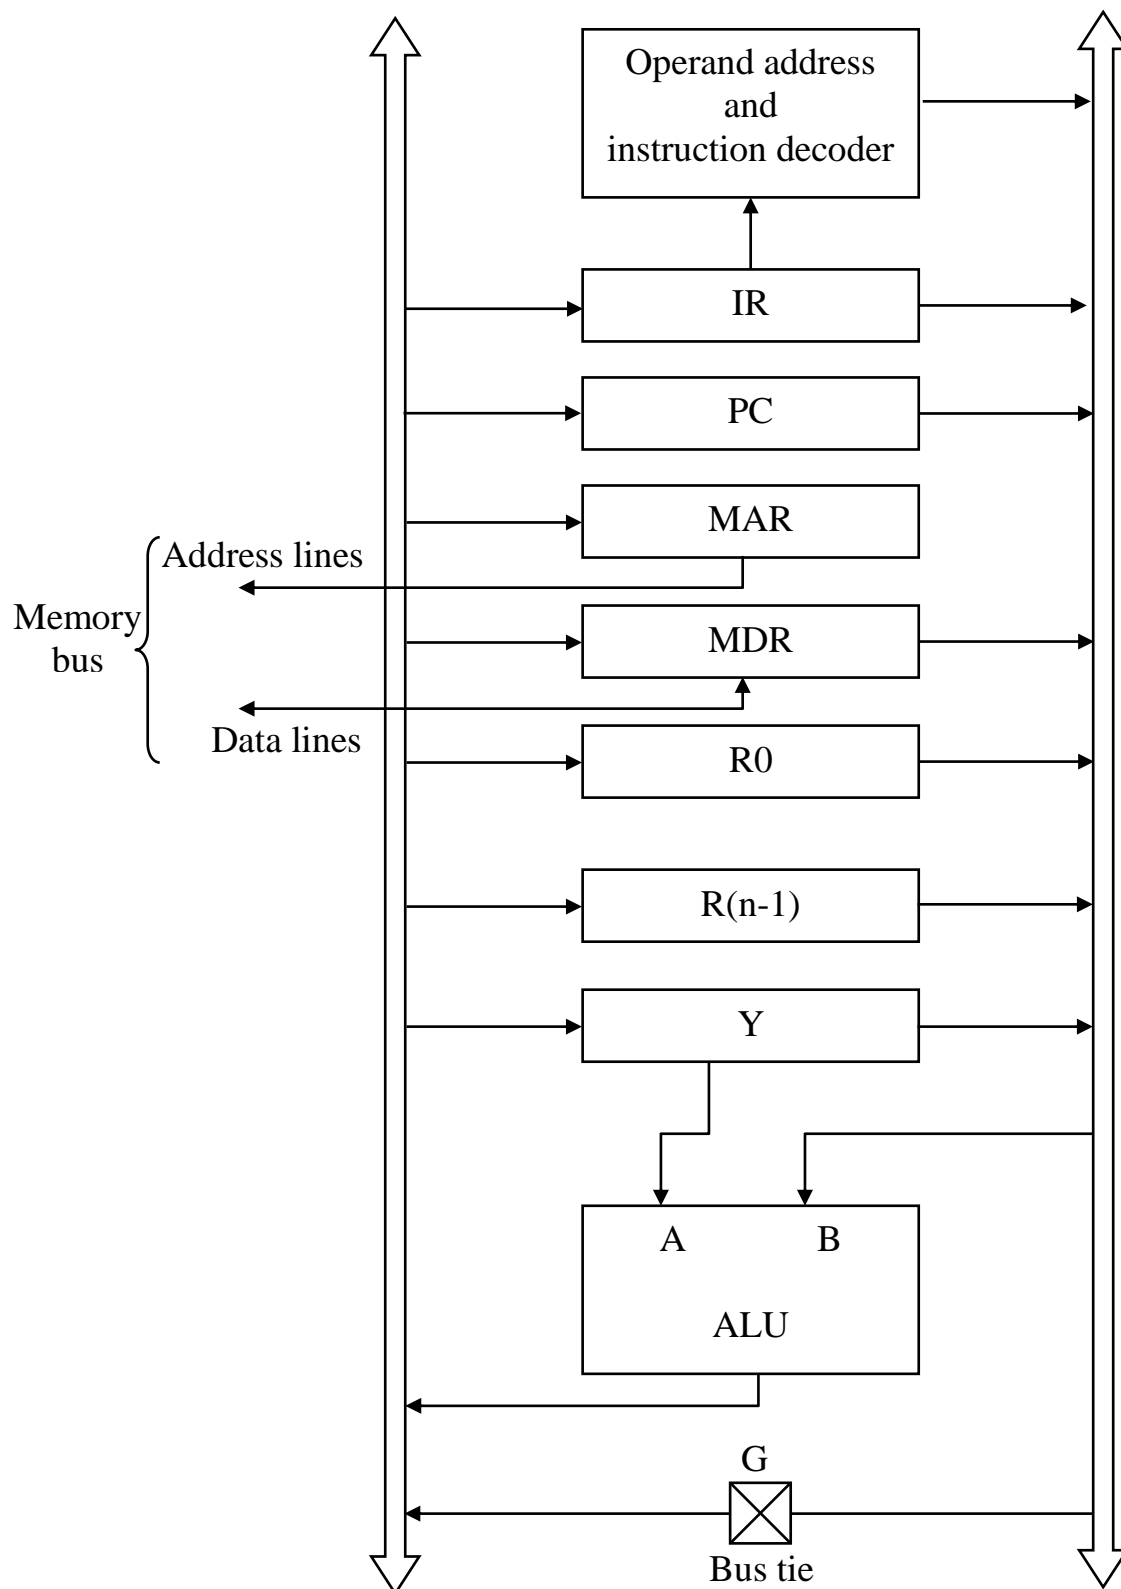 Operand address
and
instruction decoder
IR
PC
MAR
Address lines
Memory
bus
MDR
Data lines
R0
R(n-1)
Y
A B
ALU
G
Bus tie